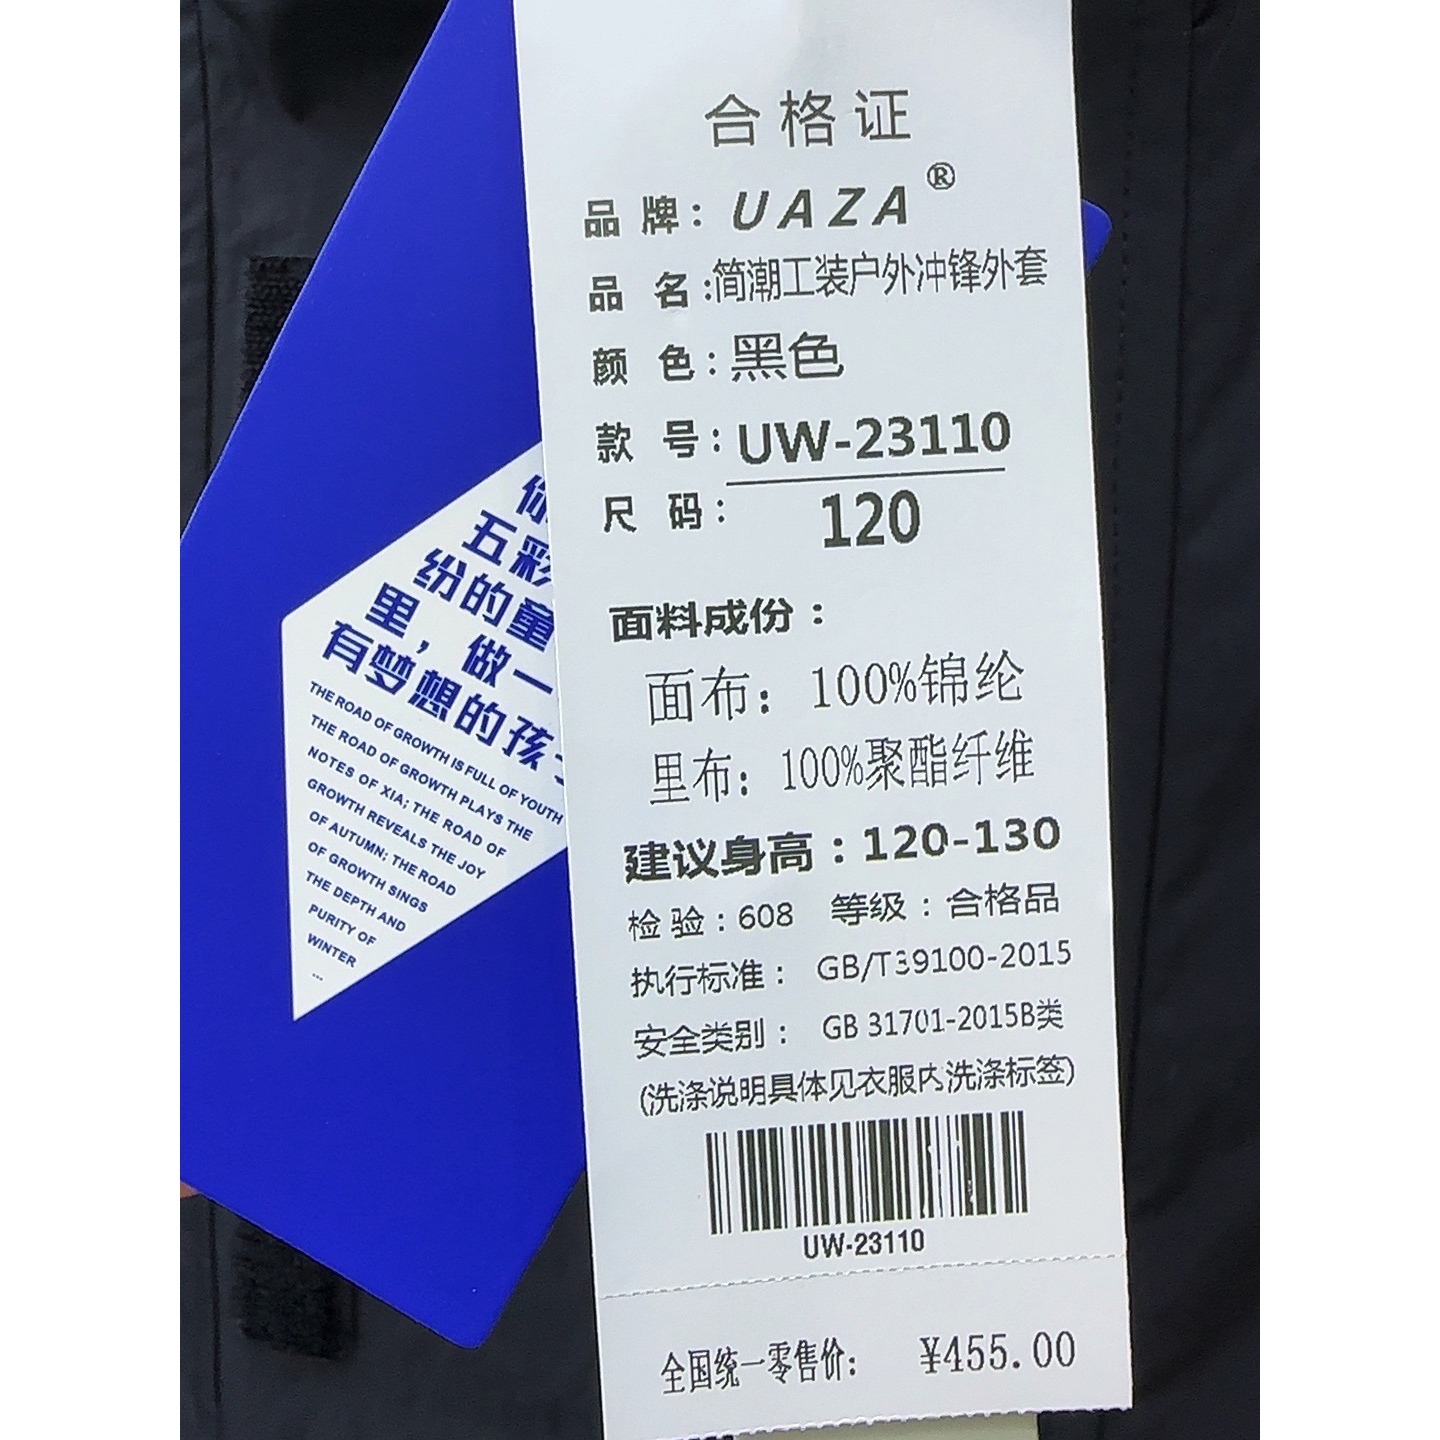 合格证
品 牌：UAZA®
品 名:简潮工装户外冲锋外套
颜 色：黑色
款 号：UW-23110
尺 码：120
面料成份：
面布：100%锦纶
里布：100%聚酯纤维
建议身高：120-130
检 验：608 等级：合格品
执行标准： GB/T39100-2015
安全类别： GB 31701-2015B类
(洗涤说明具体见衣服内洗涤标签)
UW-23110
全国统一零售价： ¥455.00
五彩
纷的童
里，做一
有梦想的孩
THE ROAD OF GROWTH IS FULL OF YOUTH
THE ROAD OF GROWTH PLAYS THE
NOTES OF XIA; THE ROAD OF
GROWTH REVEALS THE JOY
OF AUTUMN; THE ROAD
OF GROWTH SINGS
THE DEPTH AND
PURITY OF
WINTER
...